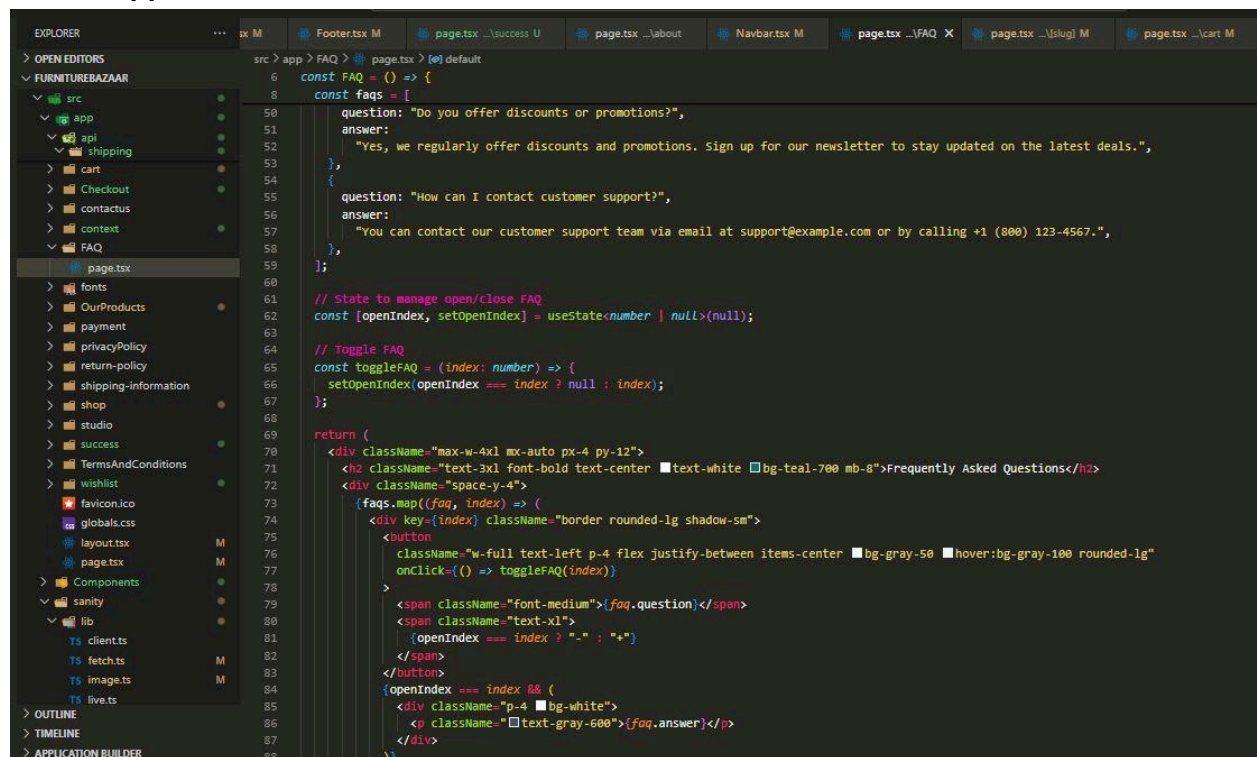 EXPLORER ...
sx M Footer.tsx M page.tsx ...\success U page.tsx ...\about Navbar.tsx M page.tsx ...\FAQ X page.tsx ...\[slug] M page.tsx ...\cart M
> OPEN EDITORS
FURNITUREBAZAAR
src
app
api
shipping
> cart
> Checkout
> contactus
> context
FAQ
page.tsx
> fonts
> OurProducts
> payment
> privacyPolicy
> return-policy
> shipping-information
> shop
> studio
> success
> TermsAndConditions
> wishlist
favicon.ico
globals.css
layout.tsx M
page.tsx M
> Components
sanity
lib
TS client.ts
TS fetch.ts M
TS image.ts M
TS live.ts
> OUTLINE
> TIMELINE
> APPLICATION BUILDER
src > app > FAQ > page.tsx > default
6 const FAQ = () => {
8 const faqs = [
50 question: "Do you offer discounts or promotions?",
51 answer:
52 "Yes, we regularly offer discounts and promotions. Sign up for our newsletter to stay updated on the latest deals.",
53 },
54 {
55 question: "How can I contact customer support?",
56 answer:
57 "You can contact our customer support team via email at support@example.com or by calling +1 (800) 123-4567.",
58 },
59 ];
60
61 // State to manage open/close FAQ
62 const [openIndex, setOpenIndex] = useState<number | null>(null);
63
64 // Toggle FAQ
65 const toggleFAQ = (index: number) => {
66 setOpenIndex(openIndex === index ? null : index);
67 };
68
69 return (
70 <div className="max-w-4xl mx-auto px-4 py-12">
71 <h2 className="text-3xl font-bold text-center text-white bg-teal-700 mb-8">Frequently Asked Questions</h2>
72 <div className="space-y-4">
73 {faqs.map((faq, index) => (
74 <div key={index} className="border rounded-lg shadow-sm">
75 <button
76 className="w-full text-left p-4 flex justify-between items-center bg-gray-50 hover:bg-gray-100 rounded-lg"
77 onClick={() => toggleFAQ(index)}
78 >
79 <span className="font-medium">{faq.question}</span>
80 <span className="text-xl">
81 {openIndex === index ? "-" : "+"}
82 </span>
83 </button>
84 {openIndex === index && (
85 <div className="p-4 bg-white">
86 <p className="text-gray-600">{faq.answer}</p>
87 </div>
88 )}